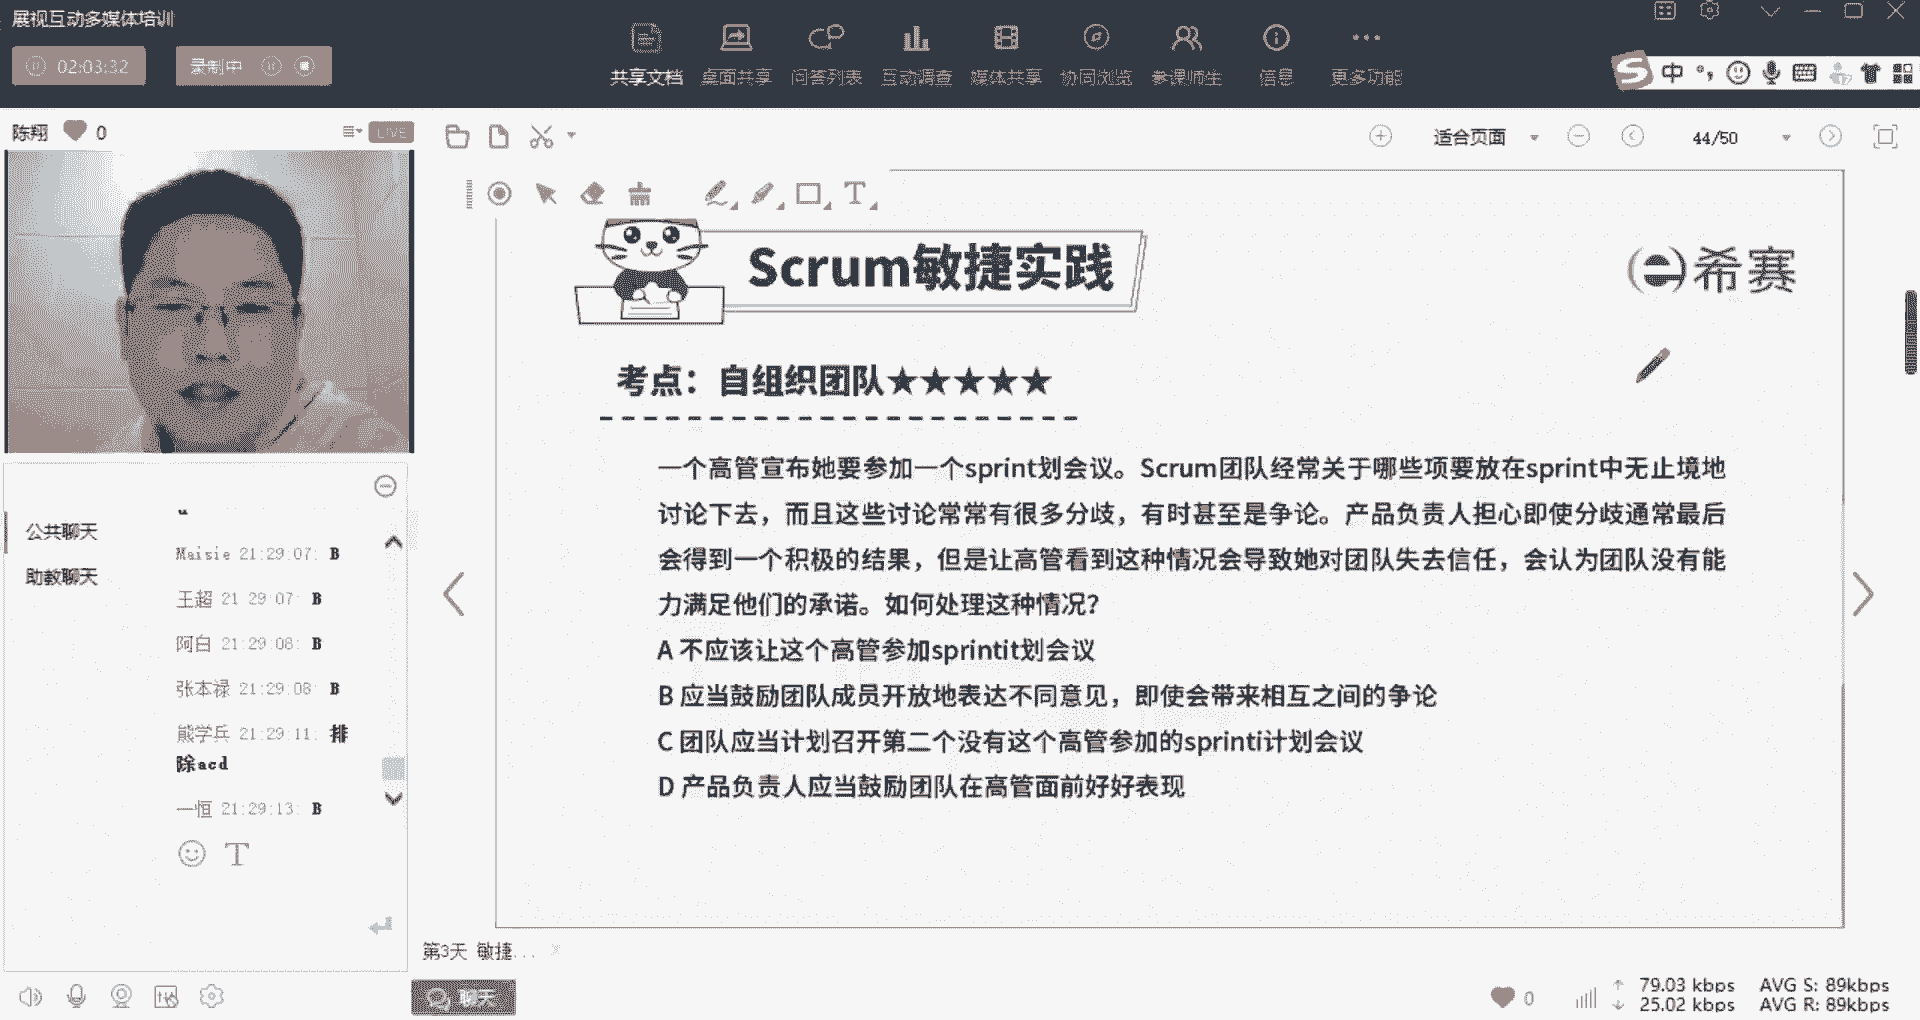 展视互动多媒体培训
02:03:32
录制中
共享文档 桌面共享 问答列表 互动调查 媒体共享 协同浏览 参课师生 信息 更多功能
中
陈翔 0
LIVE
适合页面
44/50
T
Scrum敏捷实践
希赛
考点：自组织团队★★★★★
一个高管宣布她要参加一个sprint划会议。Scrum团队经常关于哪些项要放在sprint中无止境地
讨论下去，而且这些讨论常常有很多分歧，有时甚至是争论。产品负责人担心即使分歧通常最后
会得到一个积极的结果，但是让高管看到这种情况会导致她对团队失去信任，会认为团队没有能
力满足他们的承诺。如何处理这种情况？
A 不应该让这个高管参加sprintit划会议
B 应当鼓励团队成员开放地表达不同意见，即使会带来相互之间的争论
C 团队应当计划召开第二个没有这个高管参加的sprinti计划会议
D 产品负责人应当鼓励团队在高管面前好好表现
公共聊天
助教聊天
Maisie 21:29:07: B
王超 21:29:07: B
阿白 21:29:08: B
张本禄 21:29:08: B
熊学兵 21:29:11: 排
除acd
一恒 21:29:13: B
T
第3天 敏捷...
聊天
0
79.03 kbps AVG S: 89kbps
25.02 kbps AVG R: 89kbps